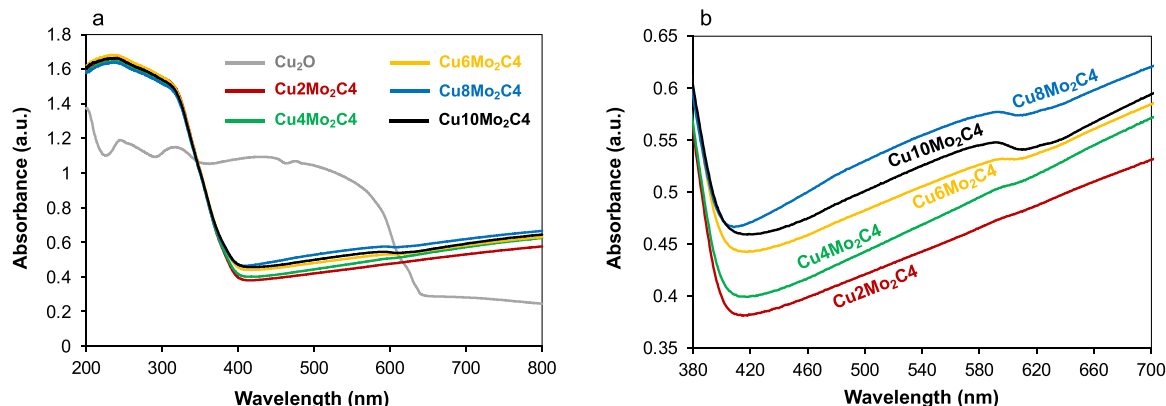 a
1.8
1.6
1.4
1.2
1
0.8
0.6
0.4
0.2
0
Absorbance (a.u.)
200 300 400 500 600 700 800
Wavelength (nm)
Cu₂O
Cu2Mo₂C4
Cu4Mo₂C4
Cu6Mo₂C4
Cu8Mo₂C4
Cu10Mo₂C4
b
0.65
0.6
0.55
0.5
0.45
0.4
0.35
Absorbance (a.u.)
380 420 460 500 540 580 620 660 700
Wavelength (nm)
Cu8Mo₂C4
Cu10Mo₂C4
Cu6Mo₂C4
Cu4Mo₂C4
Cu2Mo₂C4